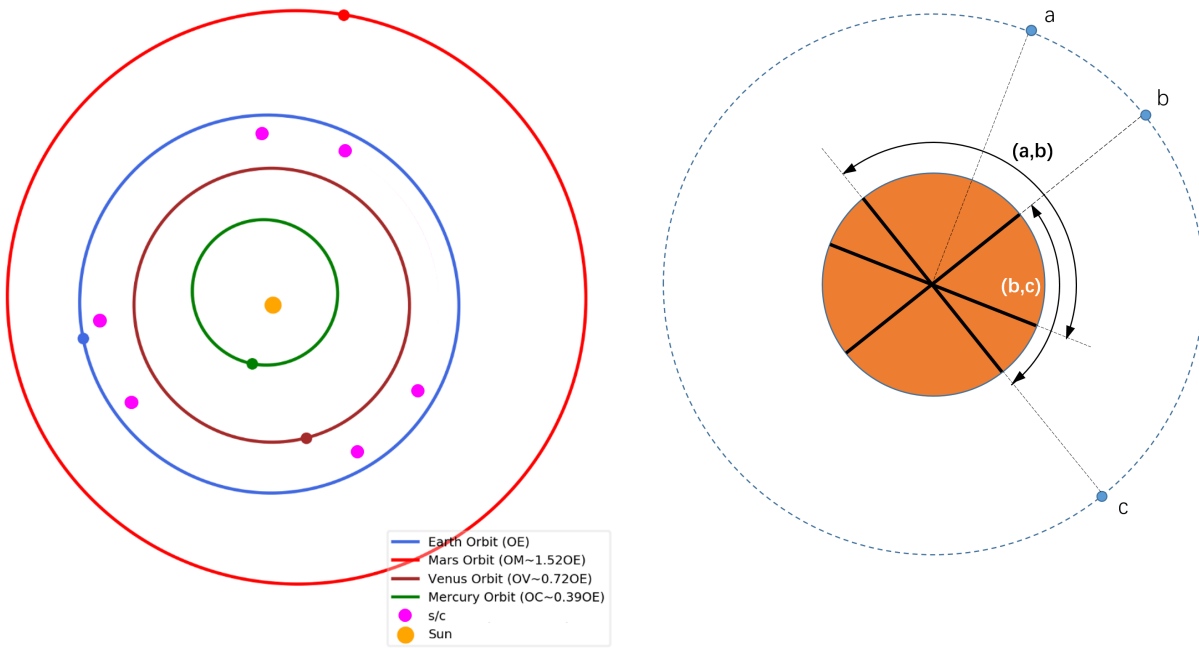 Earth Orbit (OE)
Mars Orbit (OM~1.52OE)
Venus Orbit (OV~0.72OE)
Mercury Orbit (OC~0.39OE)
s/c
Sun
a
b
(a,b)
(b,c)
c